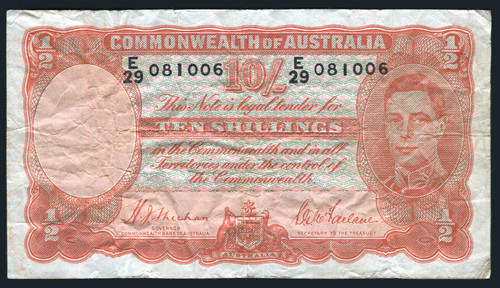 ½ COMMONWEALTH OF AUSTRALIA ½
E/29 081006 10/- E/29 081006
This Note is legal tender for
TEN SHILLINGS
in the Commonwealth and in all
Territories under the control of
the Commonwealth.
H J Sheehan S G McFarlane
GOVERNOR SECRETARY TO THE TREASURY
COMMONWEALTH BANK OF AUSTRALIA
AUSTRALIA
½ ½